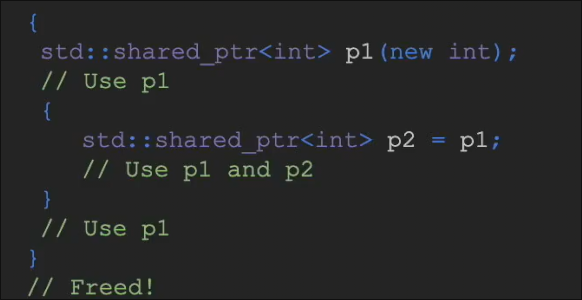 {
std::shared_ptr<int> p1(new int);
// Use p1
{
std::shared_ptr<int> p2 = p1;
// Use p1 and p2
}
// Use p1
}
// Freed!